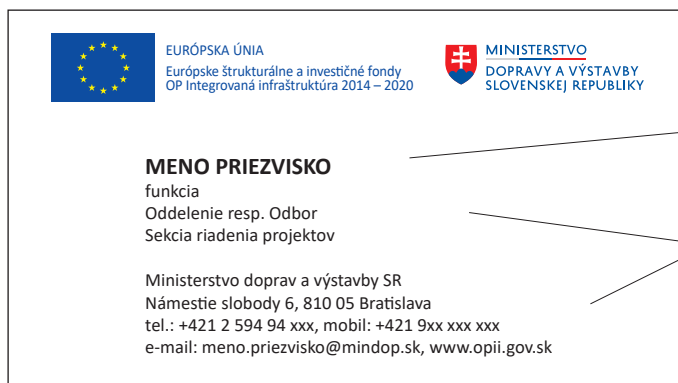 EURÓPSKA ÚNIA
Európske štrukturálne a investičné fondy
OP Integrovaná infraštruktúra 2014 – 2020
MINISTERSTVO
DOPRAVY A VÝSTAVBY
SLOVENSKEJ REPUBLIKY
MENO PRIEZVISKO
funkcia
Oddelenie resp. Odbor
Sekcia riadenia projektov
Ministerstvo doprav a výstavby SR
Námestie slobody 6, 810 05 Bratislava
tel.: +421 2 594 94 xxx, mobil: +421 9xx xxx xxx
e-mail: meno.priezvisko@mindop.sk, www.opii.gov.sk